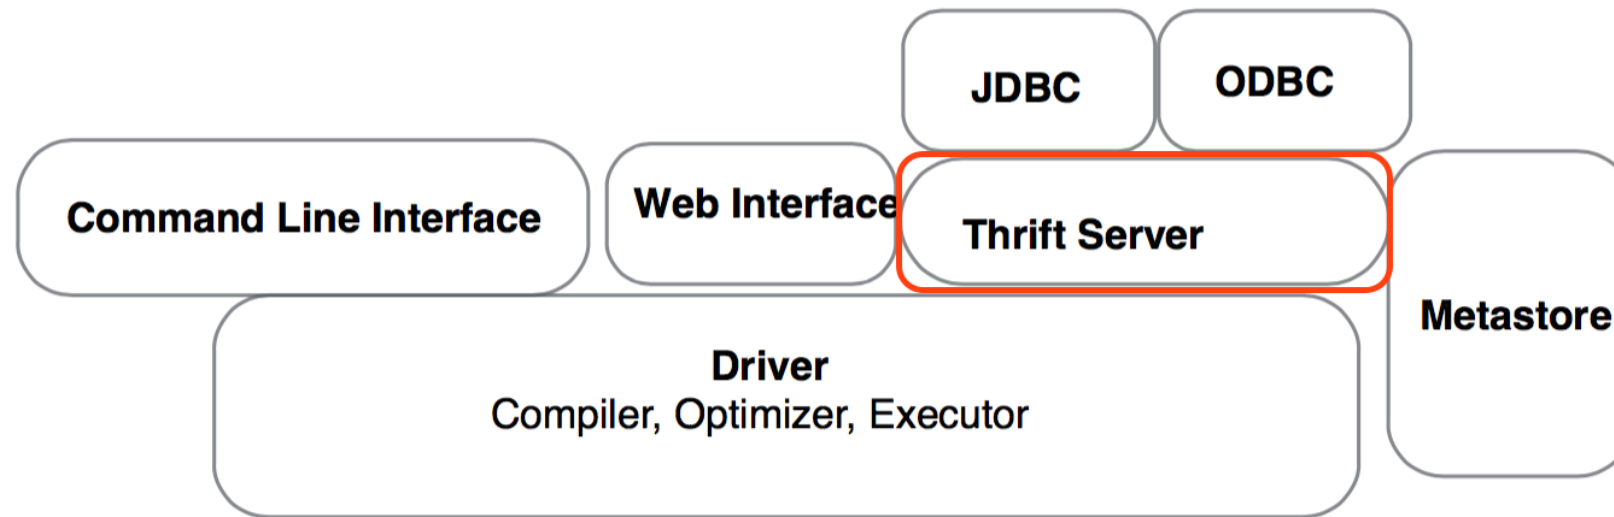 JDBC
ODBC
Command Line Interface
Web Interface
Thrift Server
Metastore
Driver
Compiler, Optimizer, Executor